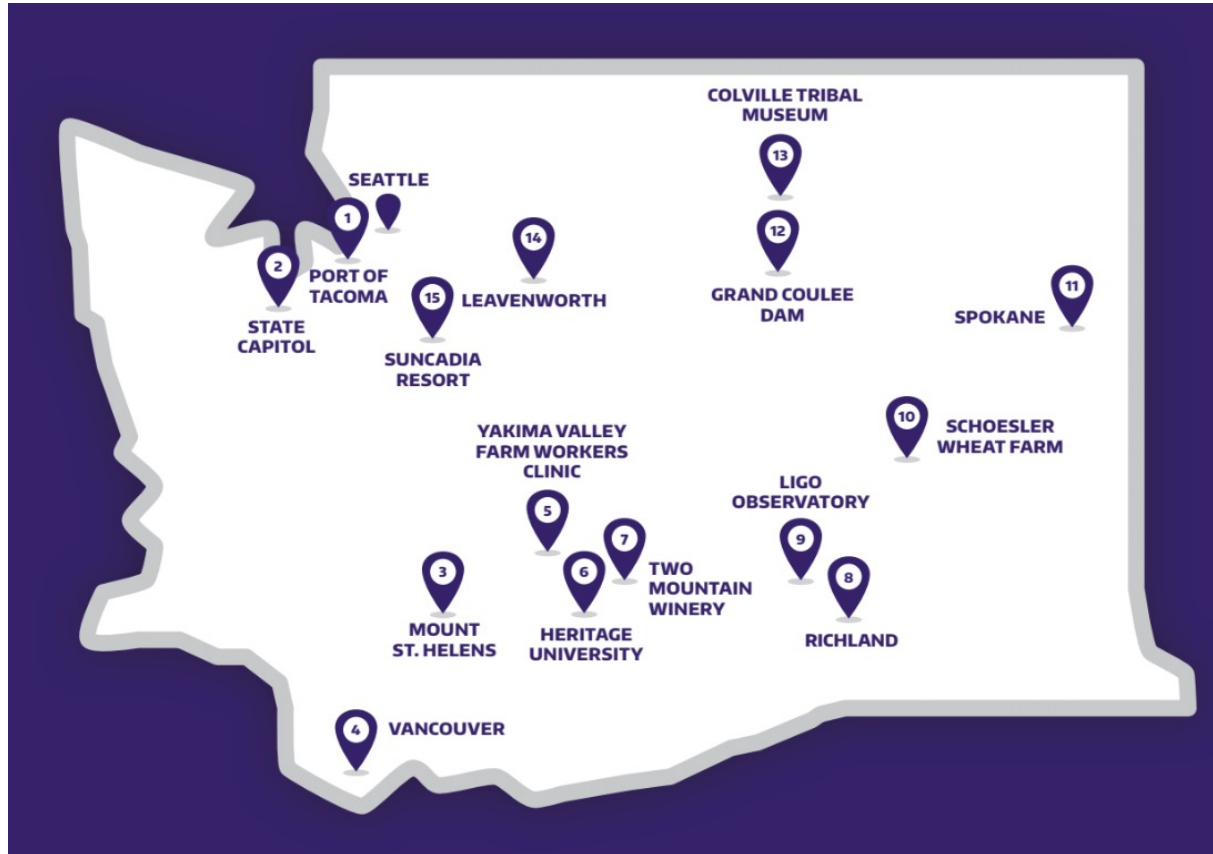 COLVILLE TRIBAL
MUSEUM
13
SEATTLE
1
PORT OF
TACOMA
2
STATE
CAPITOL
14
LEAVENWORTH
15
SUNCADIA
RESORT
12
GRAND COULEE
DAM
11
SPOKANE
10
SCHOESLER
WHEAT FARM
YAKIMA VALLEY
FARM WORKERS
CLINIC
5
LIGO
OBSERVATORY
9
7
TWO
MOUNTAIN
WINERY
6
HERITAGE
UNIVERSITY
3
MOUNT
ST. HELENS
8
RICHLAND
4
VANCOUVER